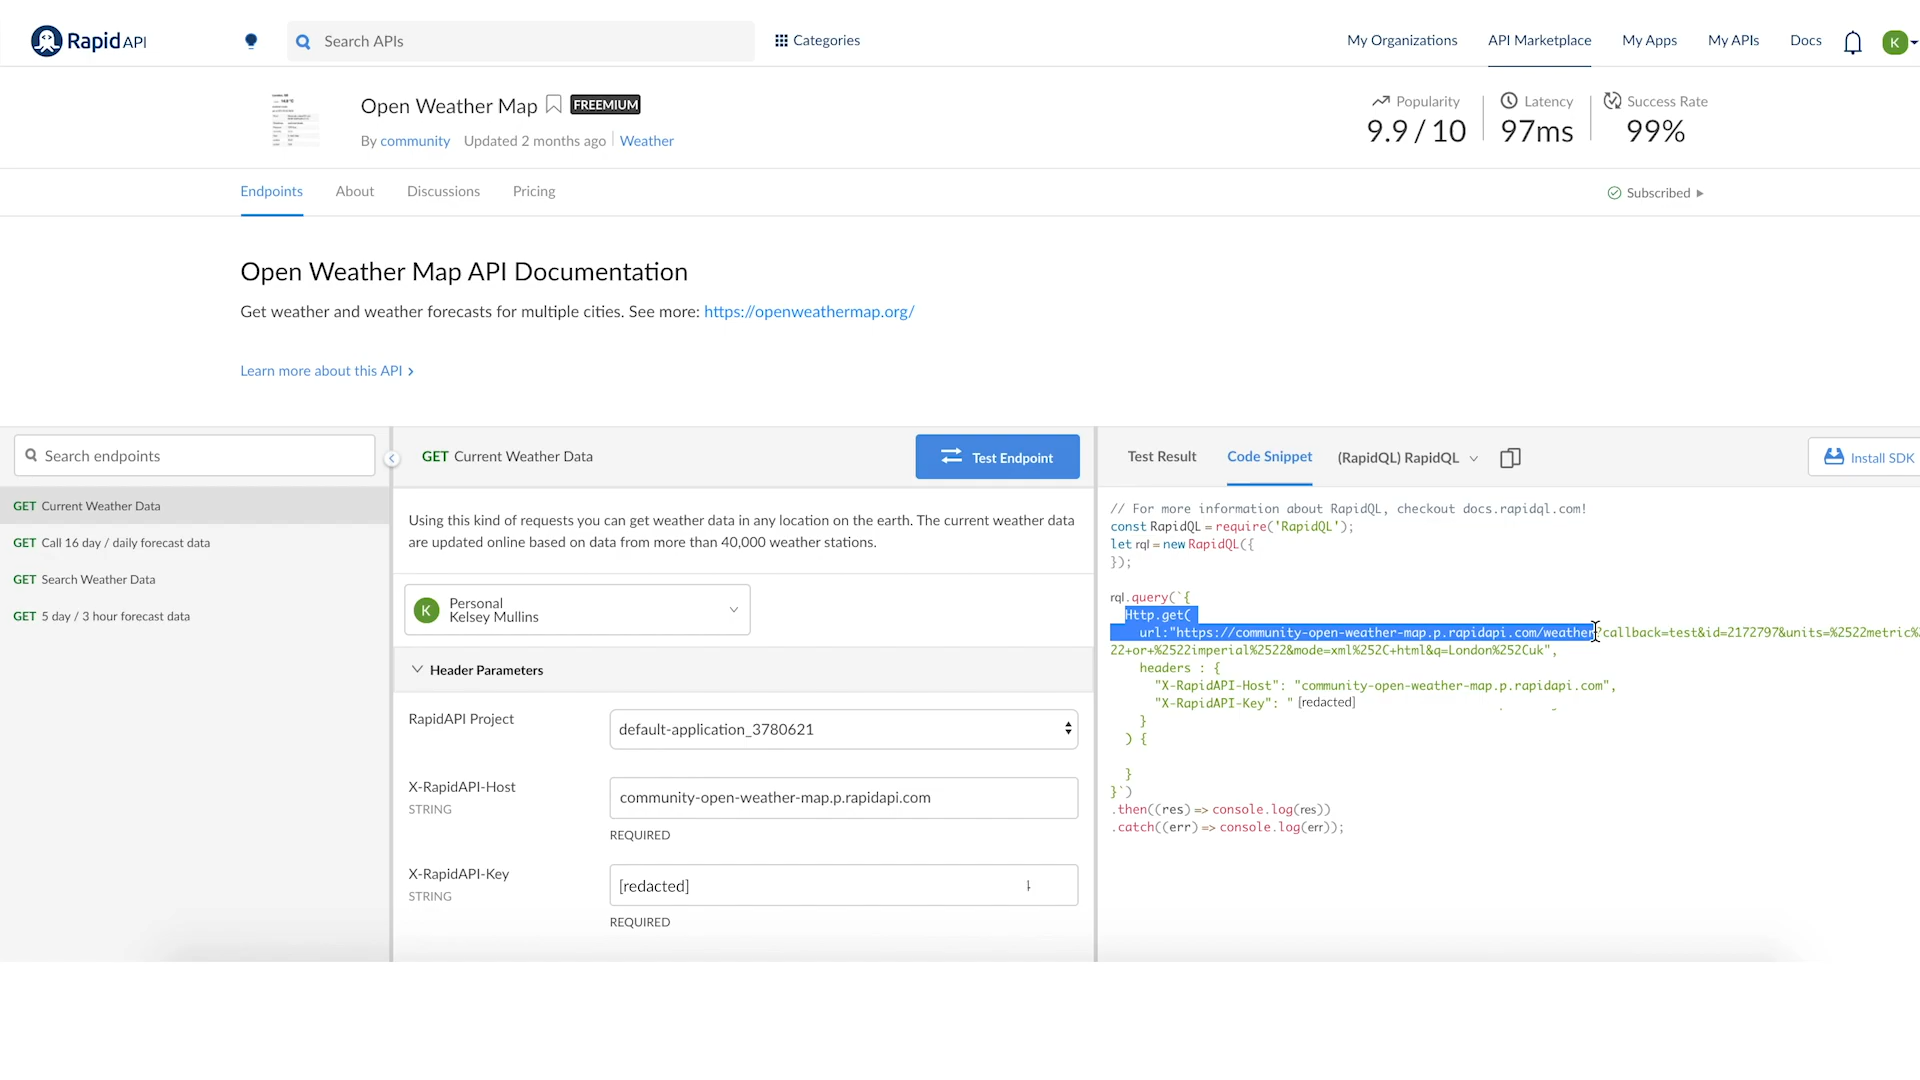 RapidAPI
Search APIs
Categories
My Organizations
API Marketplace
My Apps
My APIs
Docs
K
Open Weather Map
FREEMIUM
By community Updated 2 months ago Weather
Popularity
9.9 / 10
Latency
97ms
Success Rate
99%
Endpoints
About
Discussions
Pricing
Subscribed
Open Weather Map API Documentation
Get weather and weather forecasts for multiple cities. See more: https://openweathermap.org/
Learn more about this API
Search endpoints
GET Current Weather Data
GET Call 16 day / daily forecast data
GET Search Weather Data
GET 5 day / 3 hour forecast data
GET Current Weather Data
Test Endpoint
Using this kind of requests you can get weather data in any location on the earth. The current weather data
are updated online based on data from more than 40,000 weather stations.
K
Personal
Kelsey Mullins
Header Parameters
RapidAPI Project
default-application_3780621
X-RapidAPI-Host
STRING
community-open-weather-map.p.rapidapi.com
REQUIRED
X-RapidAPI-Key
STRING
[redacted]
REQUIRED
Test Result
Code Snippet
(RapidQL) RapidQL
Install SDK
// For more information about RapidQL, checkout docs.rapidql.com!
const RapidQL = require('RapidQL');
let rql = new RapidQL({
});
rql.query(`{
Http.get(
url:"https://community-open-weather-map.p.rapidapi.com/weather?callback=test&id=2172797&units=%2522metric%
22+or+%2522imperial%2522&mode=xml%252C+html&q=London%252Cuk",
headers : {
"X-RapidAPI-Host": "community-open-weather-map.p.rapidapi.com",
"X-RapidAPI-Key": " [redacted]
}
) {
}
}`)
.then((res) => console.log(res))
.catch((err) => console.log(err));